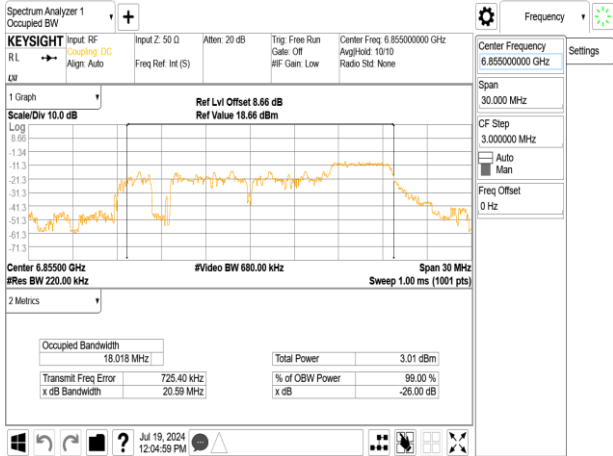 Spectrum Analyzer 1
Occupied BW
Frequency
KEYSIGHT
RL
LXI
Input: RF
Coupling: DC
Align: Auto
Input Z: 50 Ω
Freq Ref: Int (S)
Atten: 20 dB
Trig: Free Run
Gate: Off
#IF Gain: Low
Center Freq: 6.855000000 GHz
Avg|Hold: 10/10
Radio Std: None
Center Frequency
6.855000000 GHz
Settings
Span
30.000 MHz
CF Step
3.000000 MHz
Auto
Man
Freq Offset
0 Hz
1 Graph
Scale/Div 10.0 dB
Ref Lvl Offset 8.66 dB
Ref Value 18.66 dBm
Log
8.66
-1.34
-11.3
-21.3
-31.3
-41.3
-51.3
-61.3
-71.3
Center 6.85500 GHz
#Video BW 680.00 kHz
Span 30 MHz
#Res BW 220.00 kHz
Sweep 1.00 ms (1001 pts)
2 Metrics
Occupied Bandwidth
18.018 MHz
Total Power 3.01 dBm
Transmit Freq Error 725.40 kHz
% of OBW Power 99.00 %
x dB Bandwidth 20.59 MHz
x dB -26.00 dB
?
Jul 19, 2024
12:04:59 PM